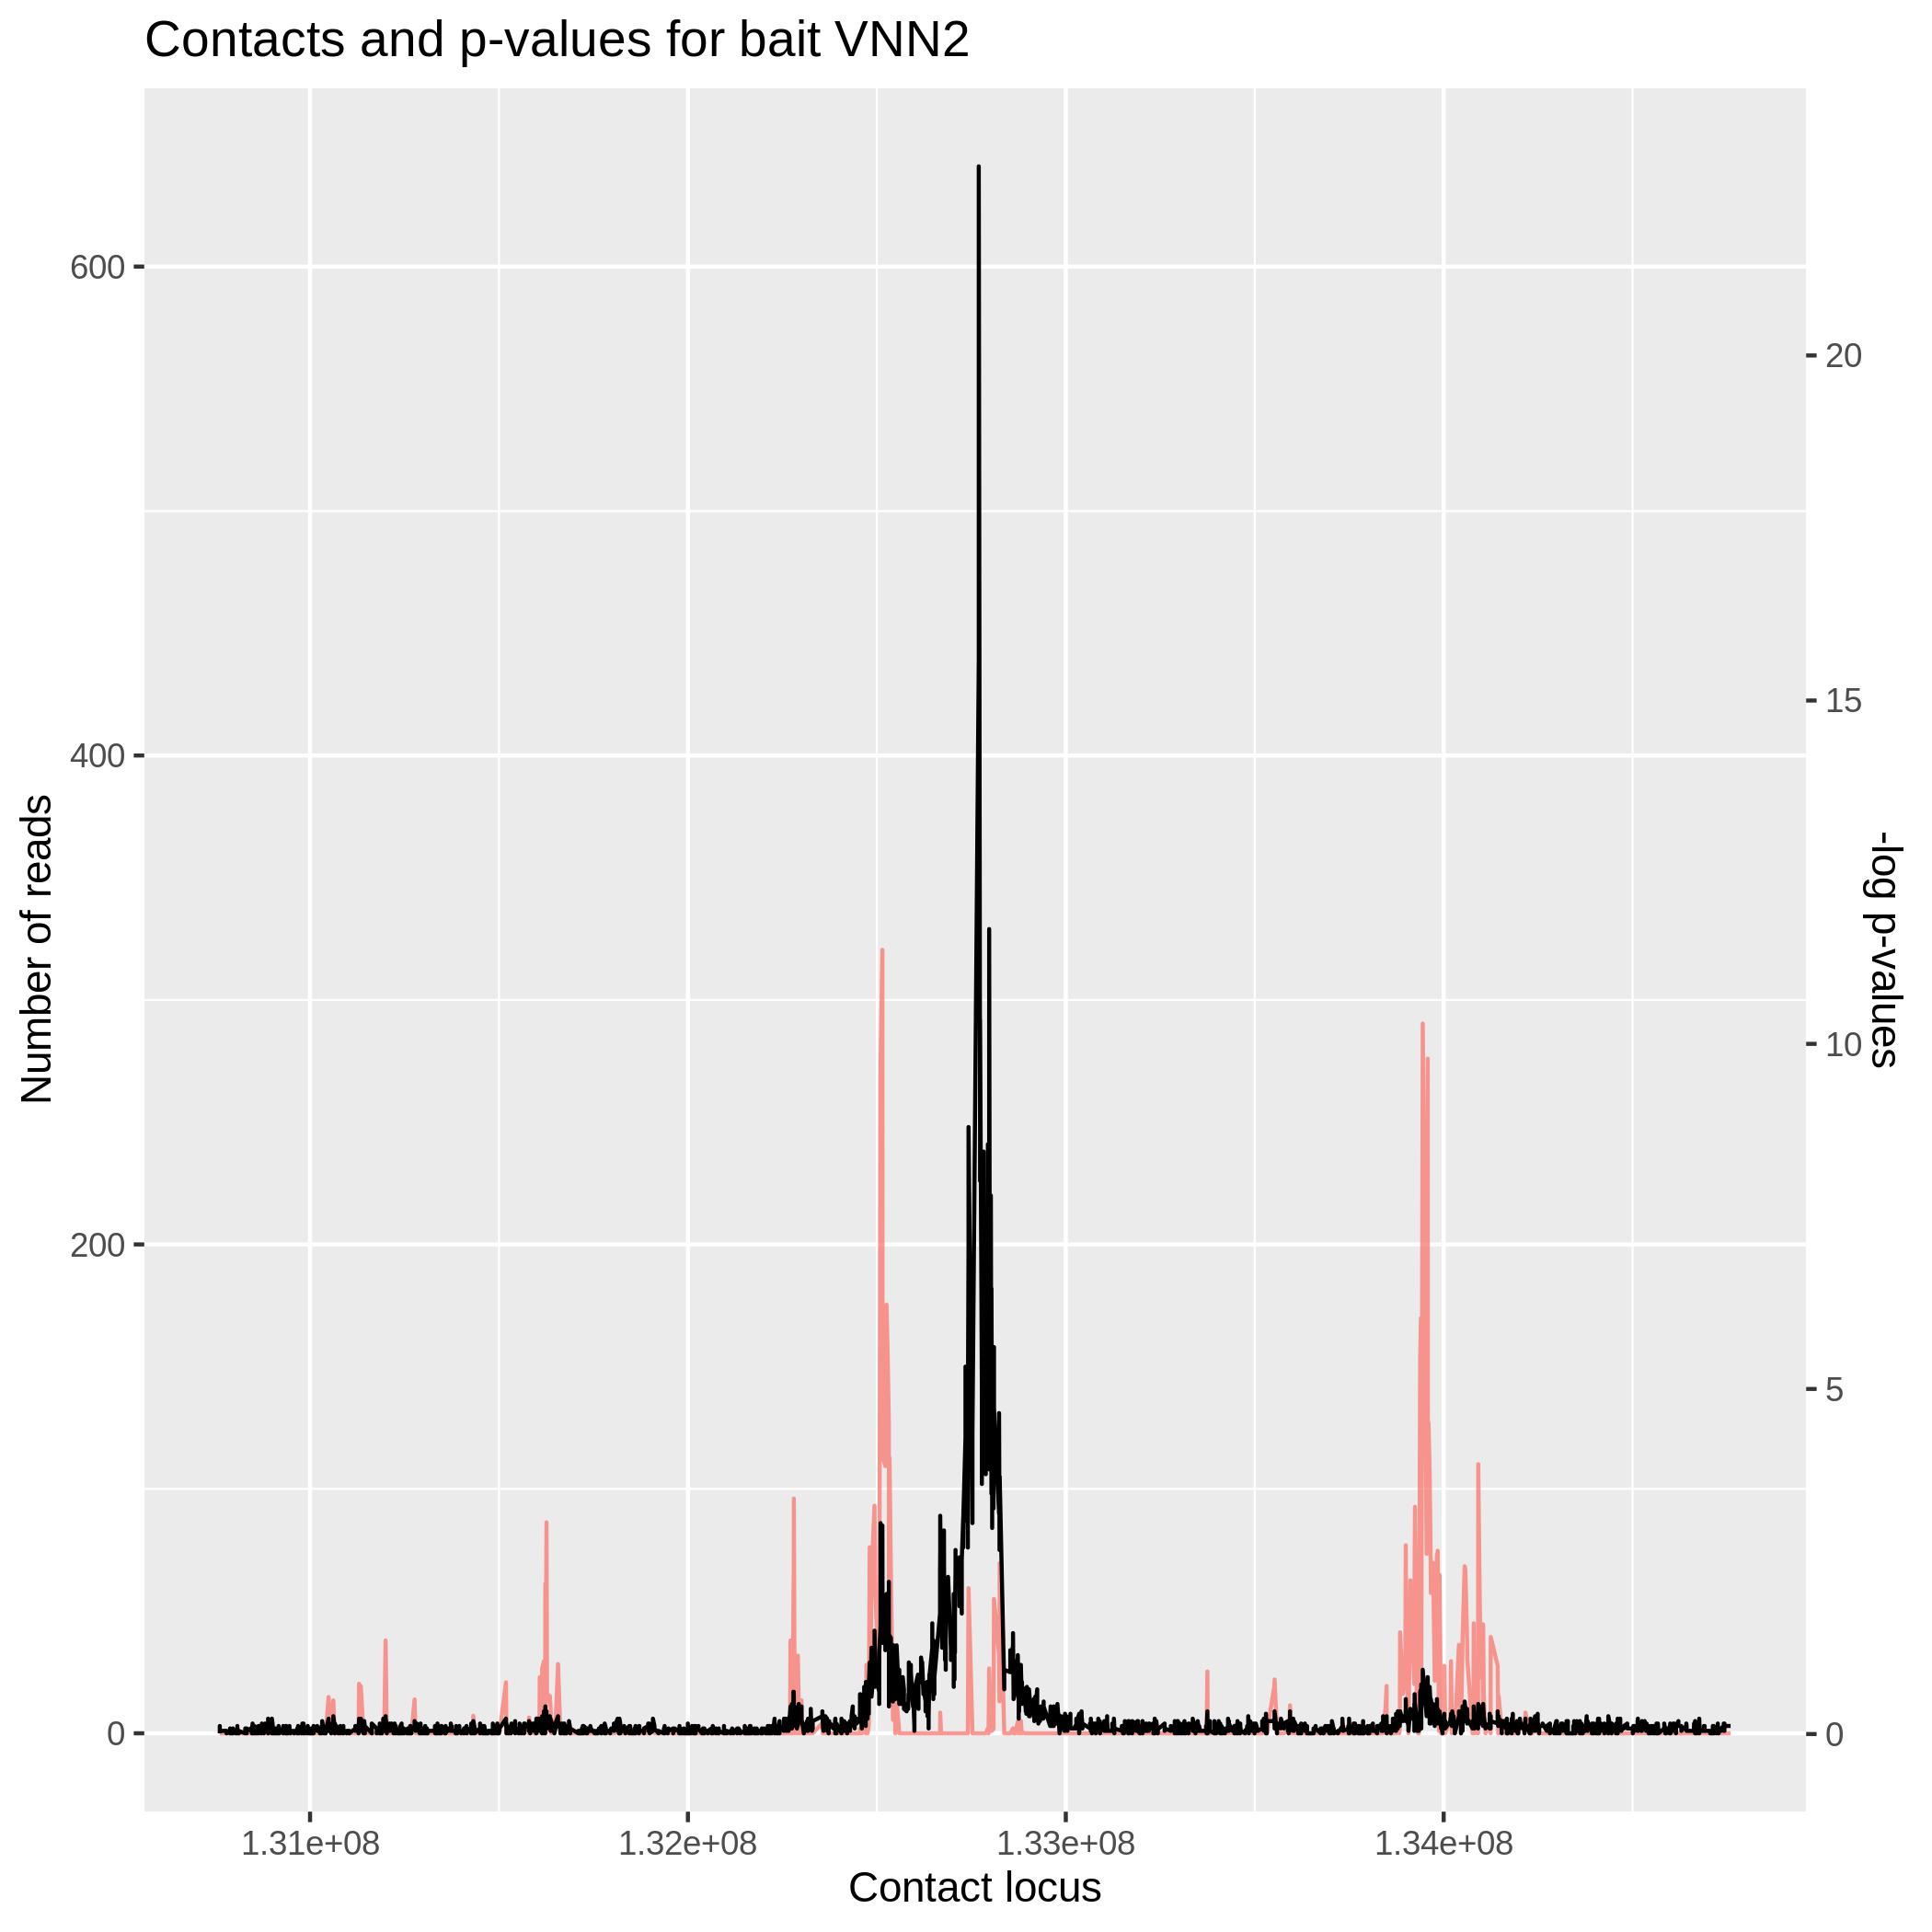 Contacts and p-values for bait VNN2
600
400
200
0
Number of reads
20
15
10
5
0
-log p-values
1.31e+08
1.32e+08
1.33e+08
1.34e+08
Contact locus